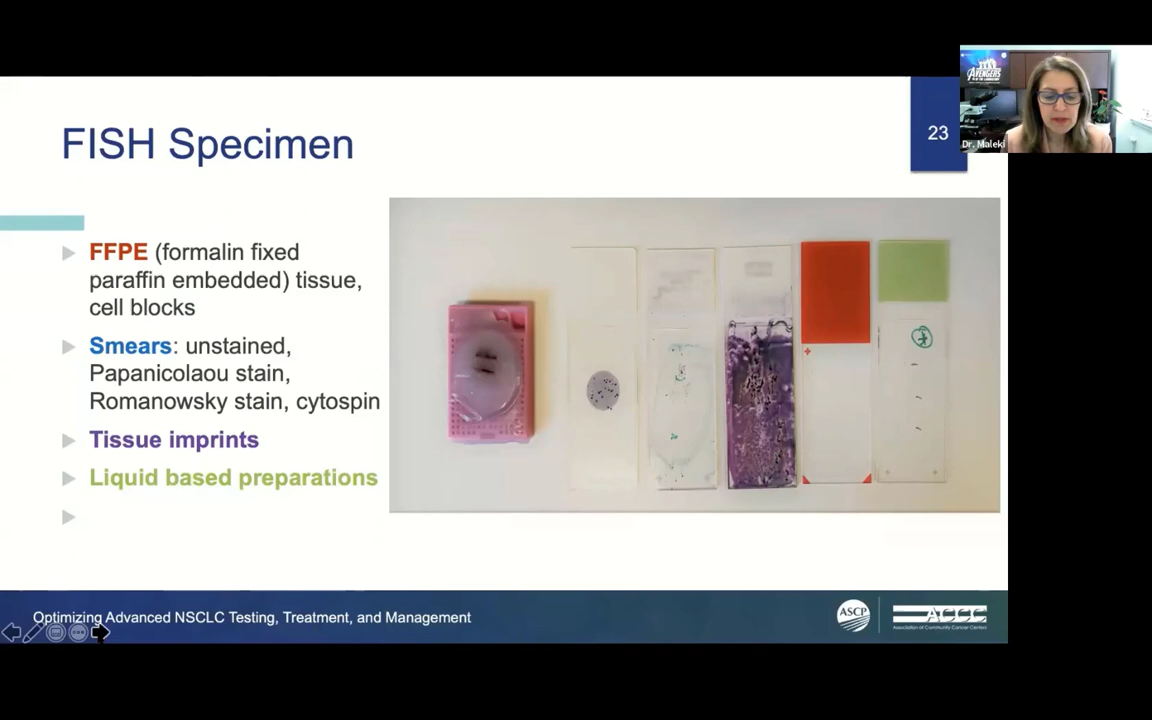 AVENGERS
Dr. Maleki
23
FISH Specimen
FFPE (formalin fixed
paraffin embedded) tissue,
cell blocks
Smears: unstained,
Papanicolaou stain,
Romanowsky stain, cytospin
Tissue imprints
Liquid based preparations
Optimizing Advanced NSCLC Testing, Treatment, and Management
ASCP
ACCC
Association of Community Cancer Centers